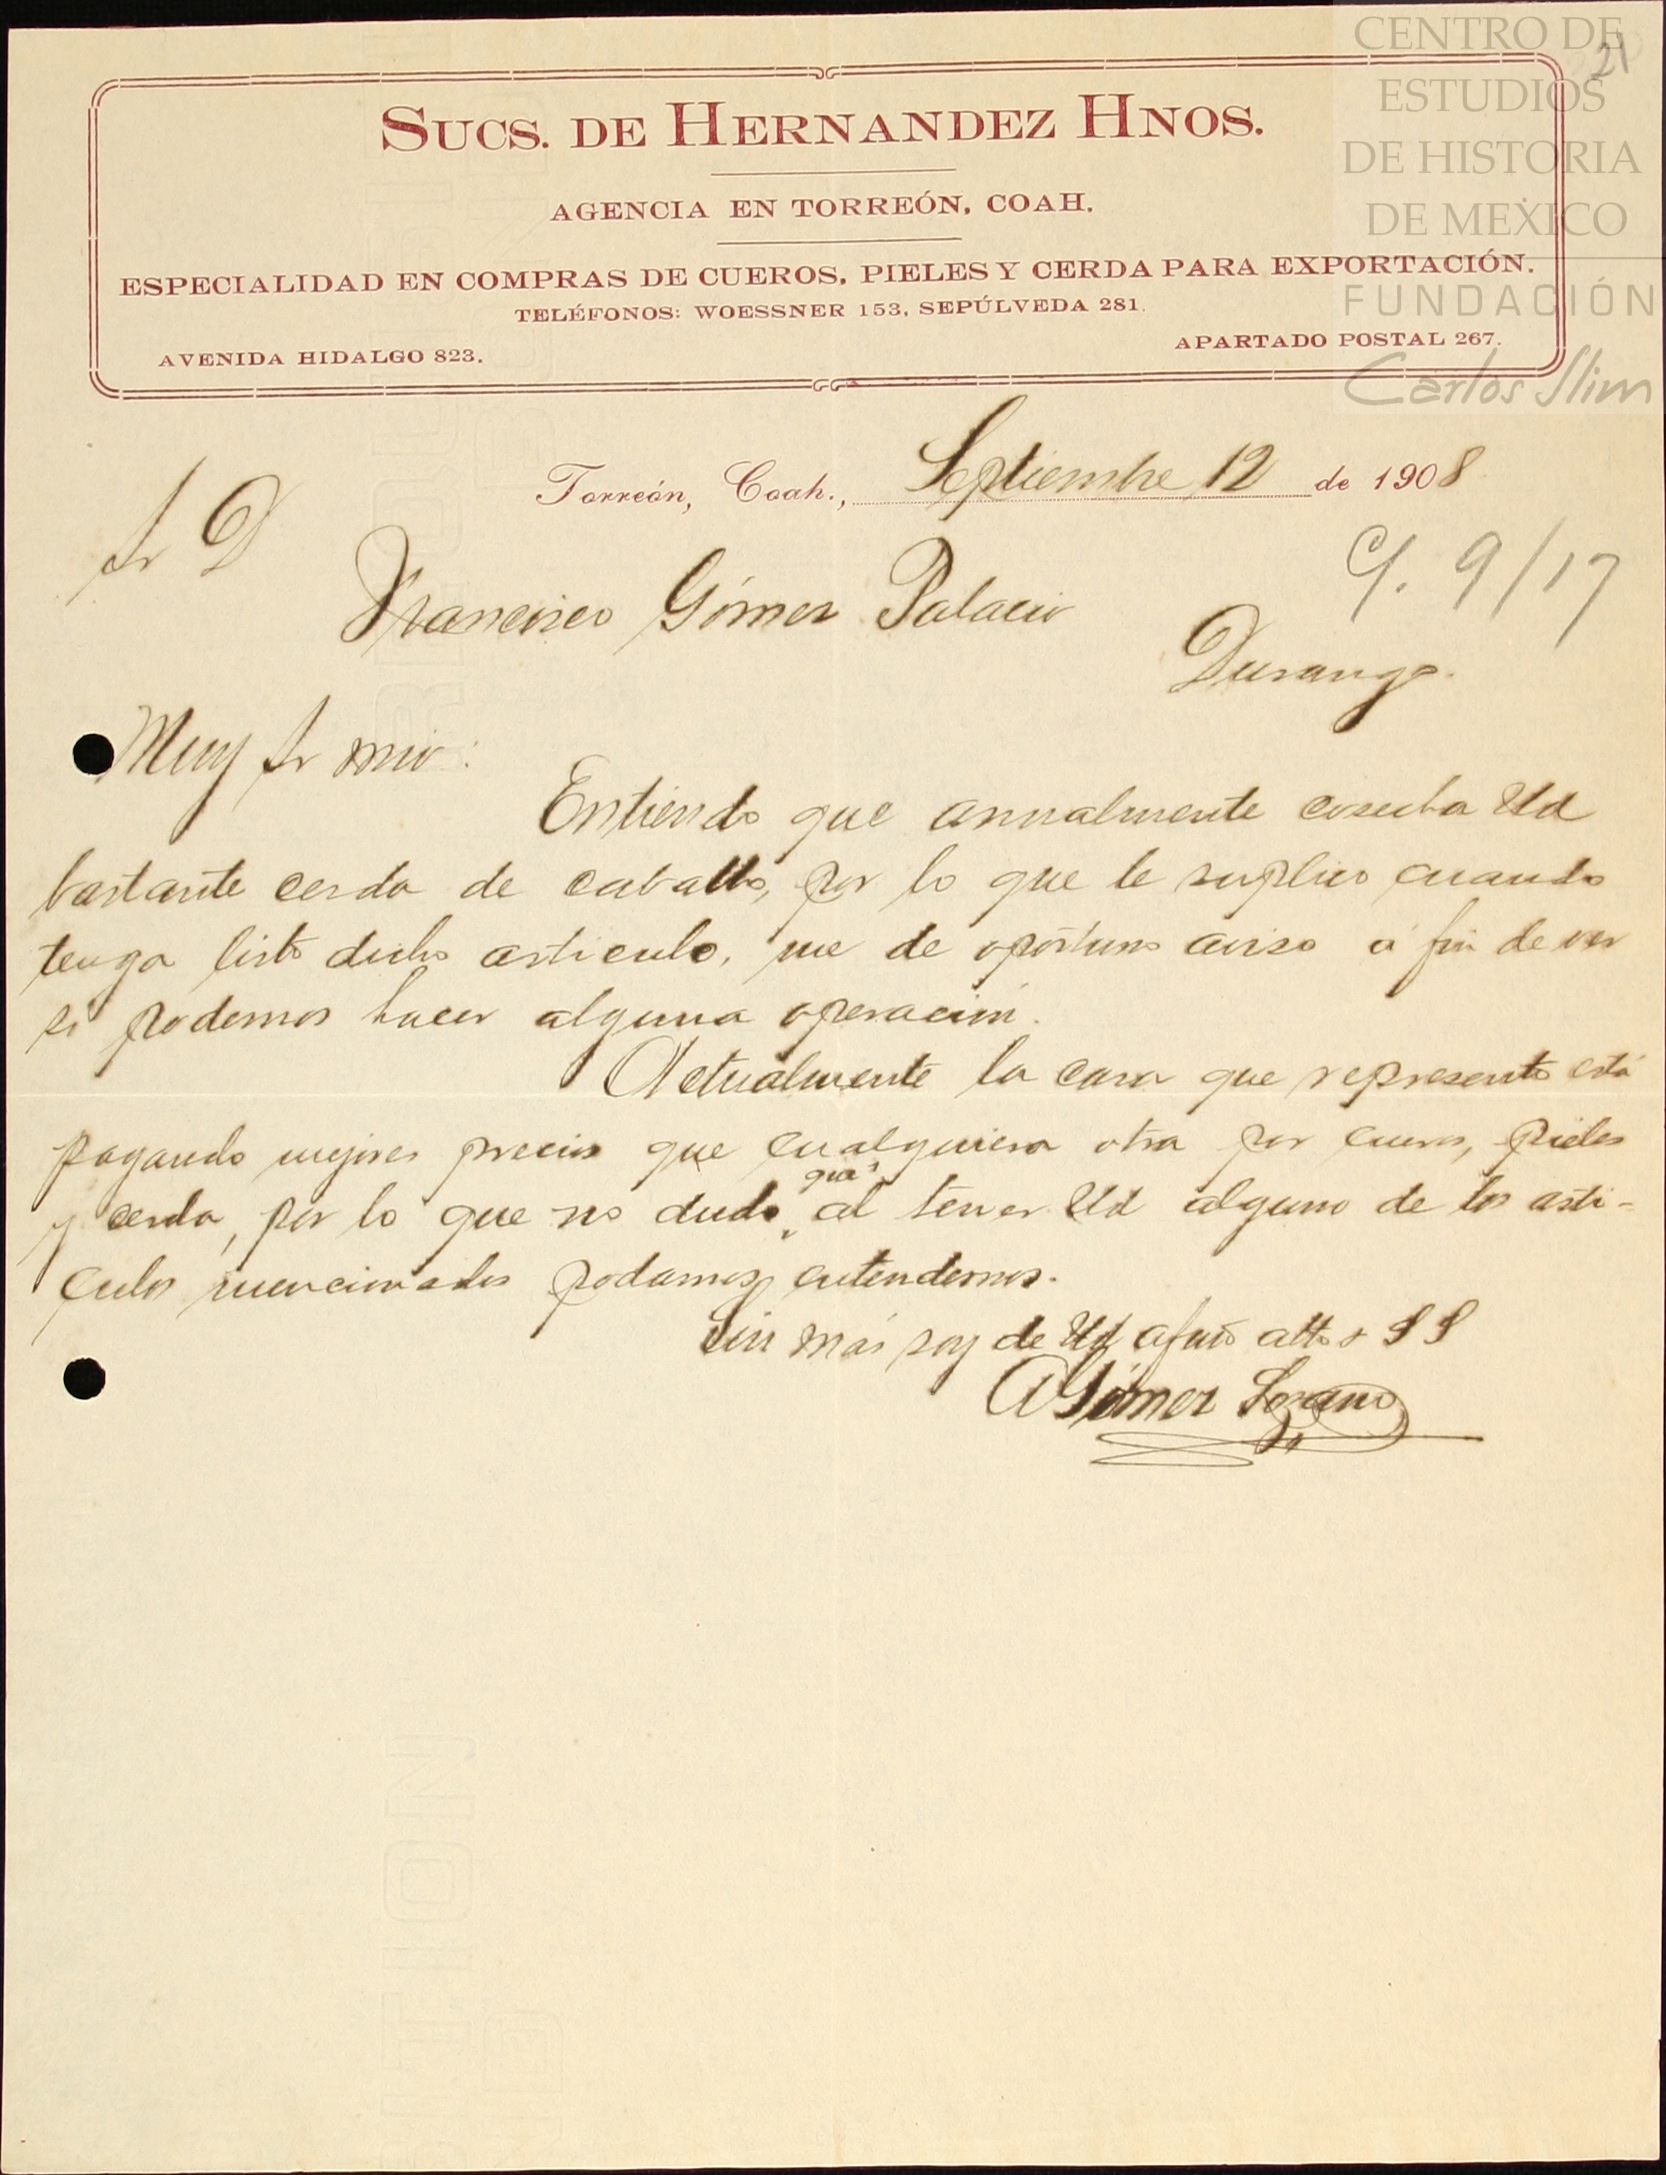 CENTRO DE
ESTUDIOS
DE HISTORIA
DE MEXICO
FUNDACIÓN
Carlos Slim
21
SUCS. DE HERNANDEZ HNOS.
AGENCIA EN TORREÓN, COAH.
ESPECIALIDAD EN COMPRAS DE CUEROS, PIELES Y CERDA PARA EXPORTACIÓN.
TELÉFONOS: WOESSNER 153, SEPÚLVEDA 281.
AVENIDA HIDALGO 823.
APARTADO POSTAL 267.
Torreón, Coah., Septiembre 12 de 1908
Sr D
Francisco Gómez Palacio
C/. 9/17
Durango.
Muy Sr mio:
Entiendo que annalmente cosecha Ud
bastante cerda de caballo, por lo que le suplico cuando
tenga listo dicho articulo, me de oportuno aviso á fin de ver
si podemos hacer alguna operación.
Actualmente la casa que represento está
pagando mejores precios que cualquiera otra por cueros, pieles
y cerda, por lo que no dudo que al tener Ud alguno de los arti-
culos mencionados podamos entendernos.
Sin más soy de Ud afmo atto S S
A Gómez Lozano